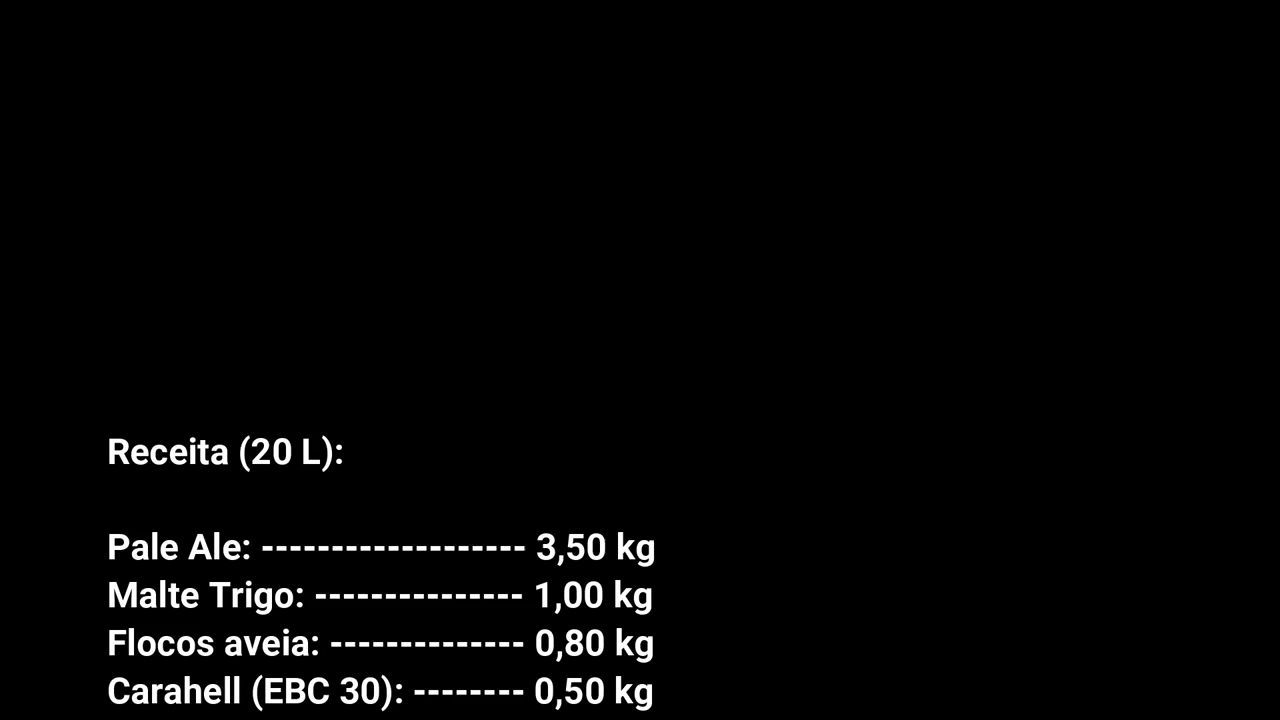 Receita (20 L):
Pale Ale: ------------------- 3,50 kg
Malte Trigo: --------------- 1,00 kg
Flocos aveia: -------------- 0,80 kg
Carahell (EBC 30): -------- 0,50 kg